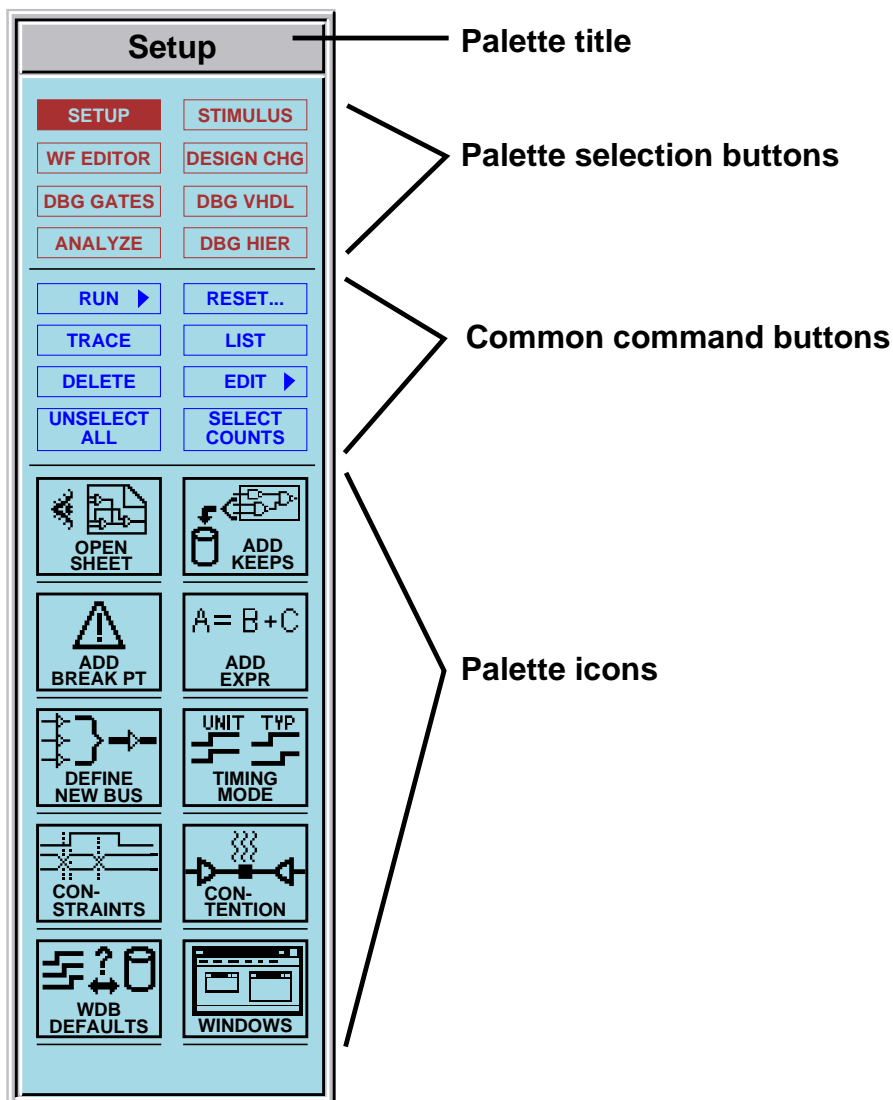 Setup
Palette title
SETUP
STIMULUS
WF EDITOR
DESIGN CHG
DBG GATES
DBG VHDL
ANALYZE
DBG HIER
Palette selection buttons
RUN
RESET...
TRACE
LIST
DELETE
EDIT
UNSELECT
ALL
SELECT
COUNTS
Common command buttons
OPEN
SHEET
ADD
KEEPS
ADD
BREAK PT
A= B+C
ADD
EXPR
Palette icons
DEFINE
NEW BUS
UNIT TYP
TIMING
MODE
CON-
STRAINTS
CON-
TENTION
?
WDB
DEFAULTS
WINDOWS